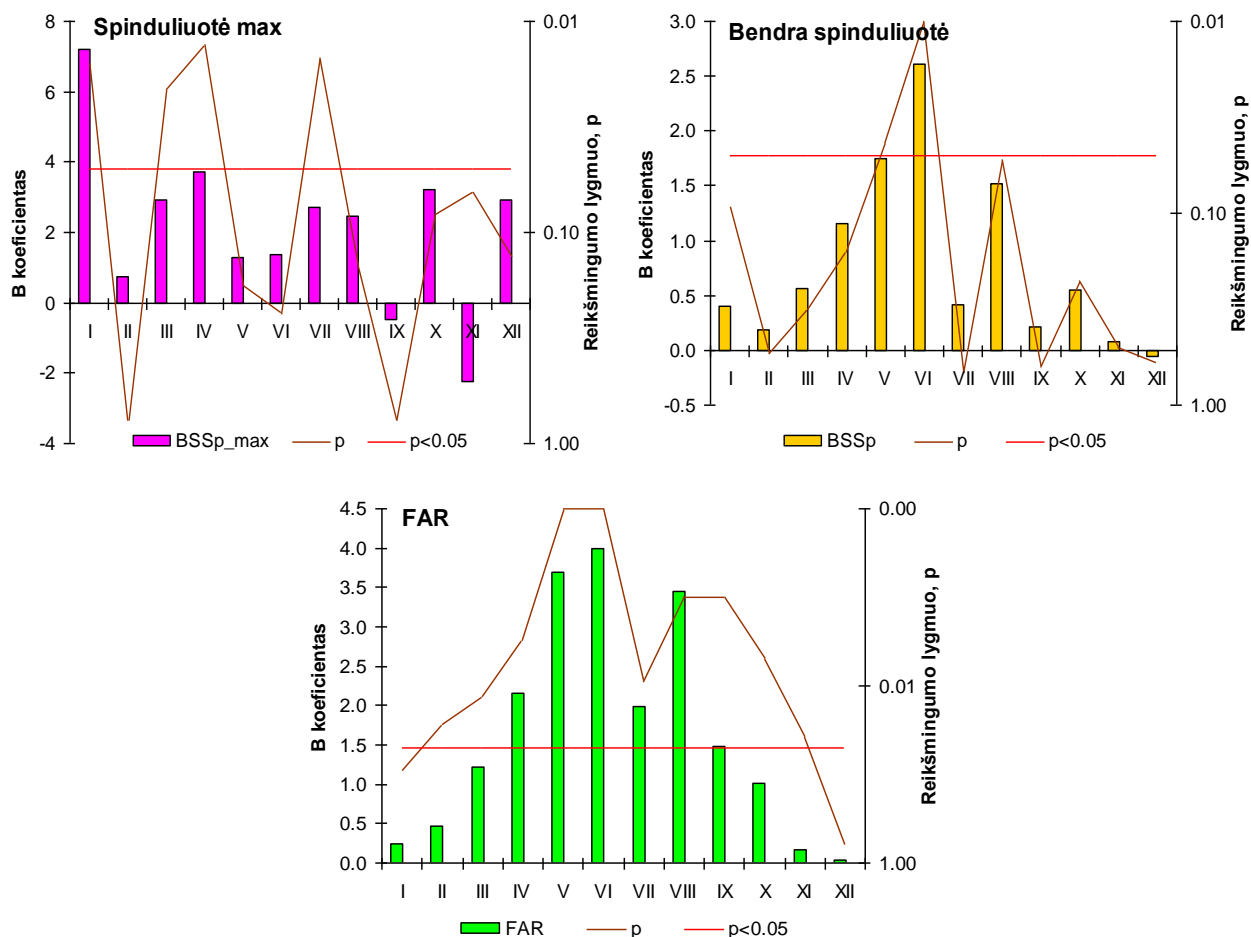 Spinduliuotė max
B koeficientas
8
6
4
2
0
-2
-4
I II III IV V VI VII VIII IX X XI XII
0.01
0.10
1.00
Reikšmingumo lygmuo, p
BSSp_max p p<0.05
Bendra spinduliuotė
B koeficientas
3.0
2.5
2.0
1.5
1.0
0.5
0.0
-0.5
I II III IV V VI VII VIII IX X XI XII
0.01
0.10
1.00
Reikšmingumo lygmuo, p
BSSp p p<0.05
FAR
B koeficientas
4.5
4.0
3.5
3.0
2.5
2.0
1.5
1.0
0.5
0.0
I II III IV V VI VII VIII IX X XI XII
0.00
0.01
1.00
Reikšmingumo lygmuo, p
FAR p p<0.05